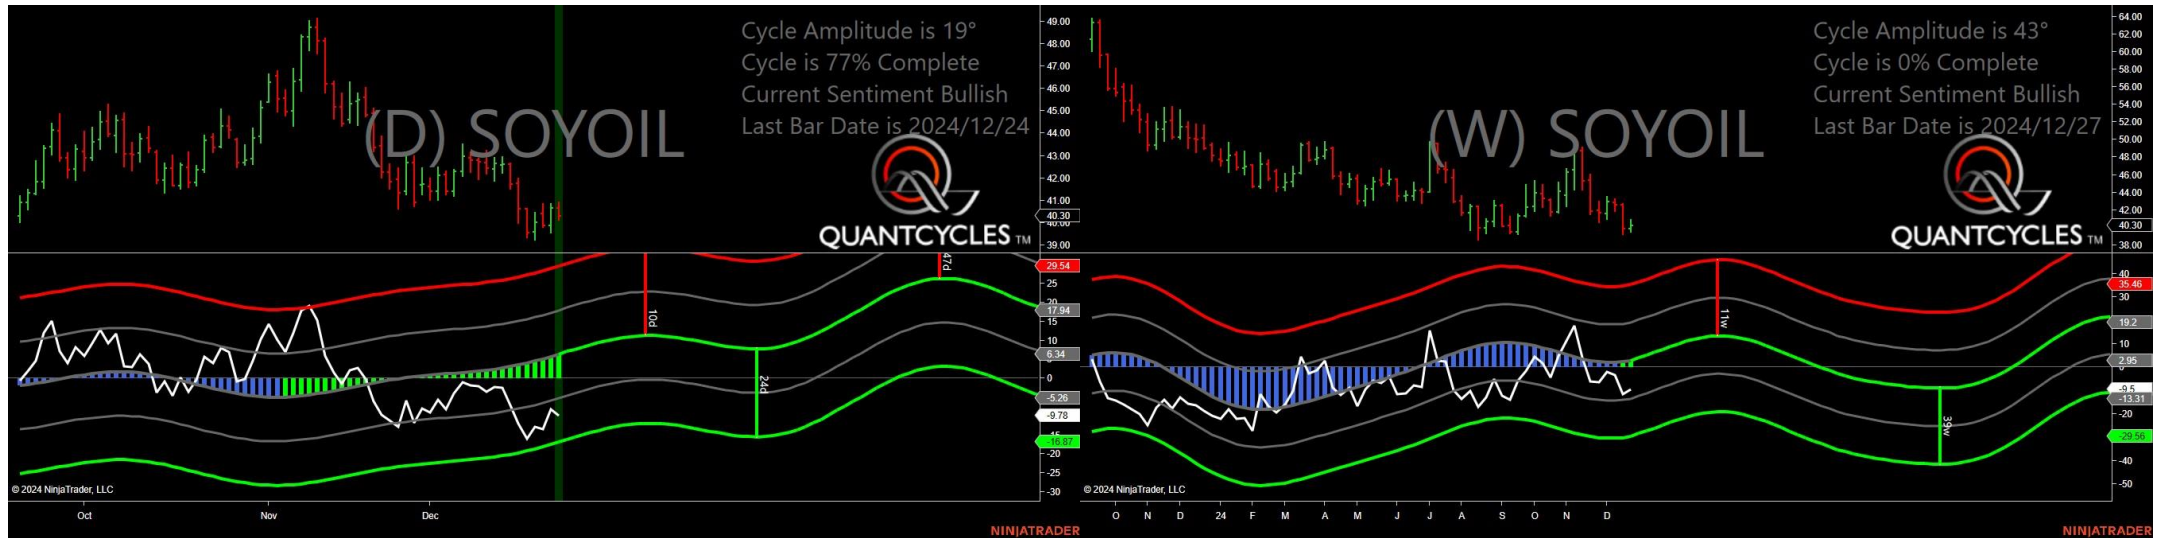 Cycle Amplitude is 19°
Cycle is 77% Complete
Current Sentiment Bullish
Last Bar Date is 2024/12/24
(D) SOYOIL
QUANTCYCLES TM
49.00
48.00
47.00
46.00
45.00
44.00
43.00
42.00
41.00
40.30
40.00
39.00
47d
29.54
25
20
17.94
15
10d
10
6.34
0
24d
-5.26
-9.78
-15
-16.87
-20
-25
-30
© 2024 NinjaTrader, LLC
Oct Nov Dec
NINJATRADER
Cycle Amplitude is 43°
Cycle is 0% Complete
Current Sentiment Bullish
Last Bar Date is 2024/12/27
(W) SOYOIL
QUANTCYCLES TM
64.00
62.00
60.00
58.00
56.00
54.00
52.00
50.00
48.00
46.00
44.00
42.00
40.30
38.00
40
35.46
30
11w
19.2
10
2.95
0
-9.5
-13.31
-20
39w
-29.56
-40
-50
© 2024 NinjaTrader, LLC
O N D 24 F M A M J J A S O N D
NINJATRADER